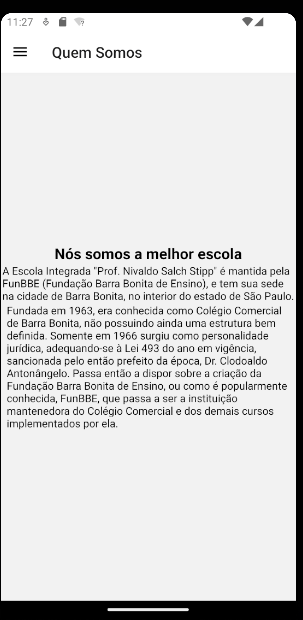 11:27
Quem Somos
Nós somos a melhor escola
A Escola Integrada "Prof. Nivaldo Salch Stipp" é mantida pela
FunBBE (Fundação Barra Bonita de Ensino), e tem sua sede
na cidade de Barra Bonita, no interior do estado de São Paulo.
Fundada em 1963, era conhecida como Colégio Comercial
de Barra Bonita, não possuindo ainda uma estrutura bem
definida. Somente em 1966 surgiu como personalidade
jurídica, adequando-se à Lei 493 do ano em vigência,
sancionada pelo então prefeito da época, Dr. Clodoaldo
Antonângelo. Passa então a dispor sobre a criação da
Fundação Barra Bonita de Ensino, ou como é popularmente
conhecida, FunBBE, que passa a ser a instituição
mantenedora do Colégio Comercial e dos demais cursos
implementados por ela.